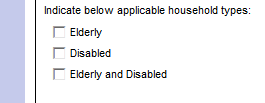 Indicate below applicable household types:
Elderly
Disabled
Elderly and Disabled